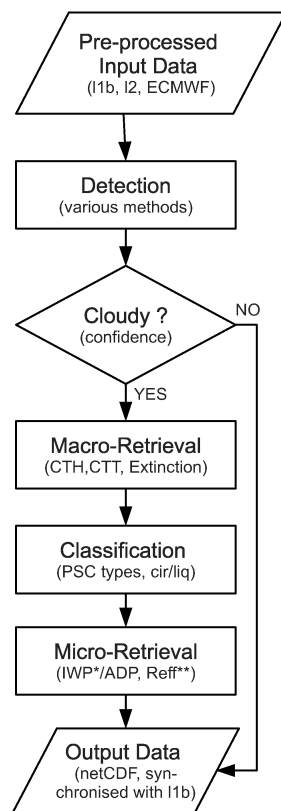 Pre-processed
Input Data
(l1b, l2, ECMWF)
Detection
(various methods)
Cloudy ?
(confidence)
NO
YES
Macro-Retrieval
(CTH,CTT, Extinction)
Classification
(PSC types, cir/liq)
Micro-Retrieval
(IWP*/ADP, Reff**)
Output Data
(netCDF, syn-
chronised with l1b)